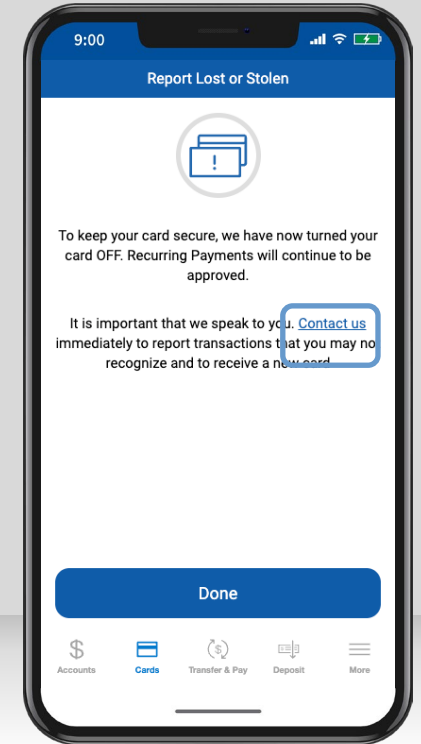 9:00
Report Lost or Stolen
!
To keep your card secure, we have now turned your
card OFF. Recurring Payments will continue to be
approved.
It is important that we speak to you. Contact us
immediately to report transactions that you may no
recognize and to receive a new card
Done
$
Accounts
Cards
Transfer & Pay
Deposit
More